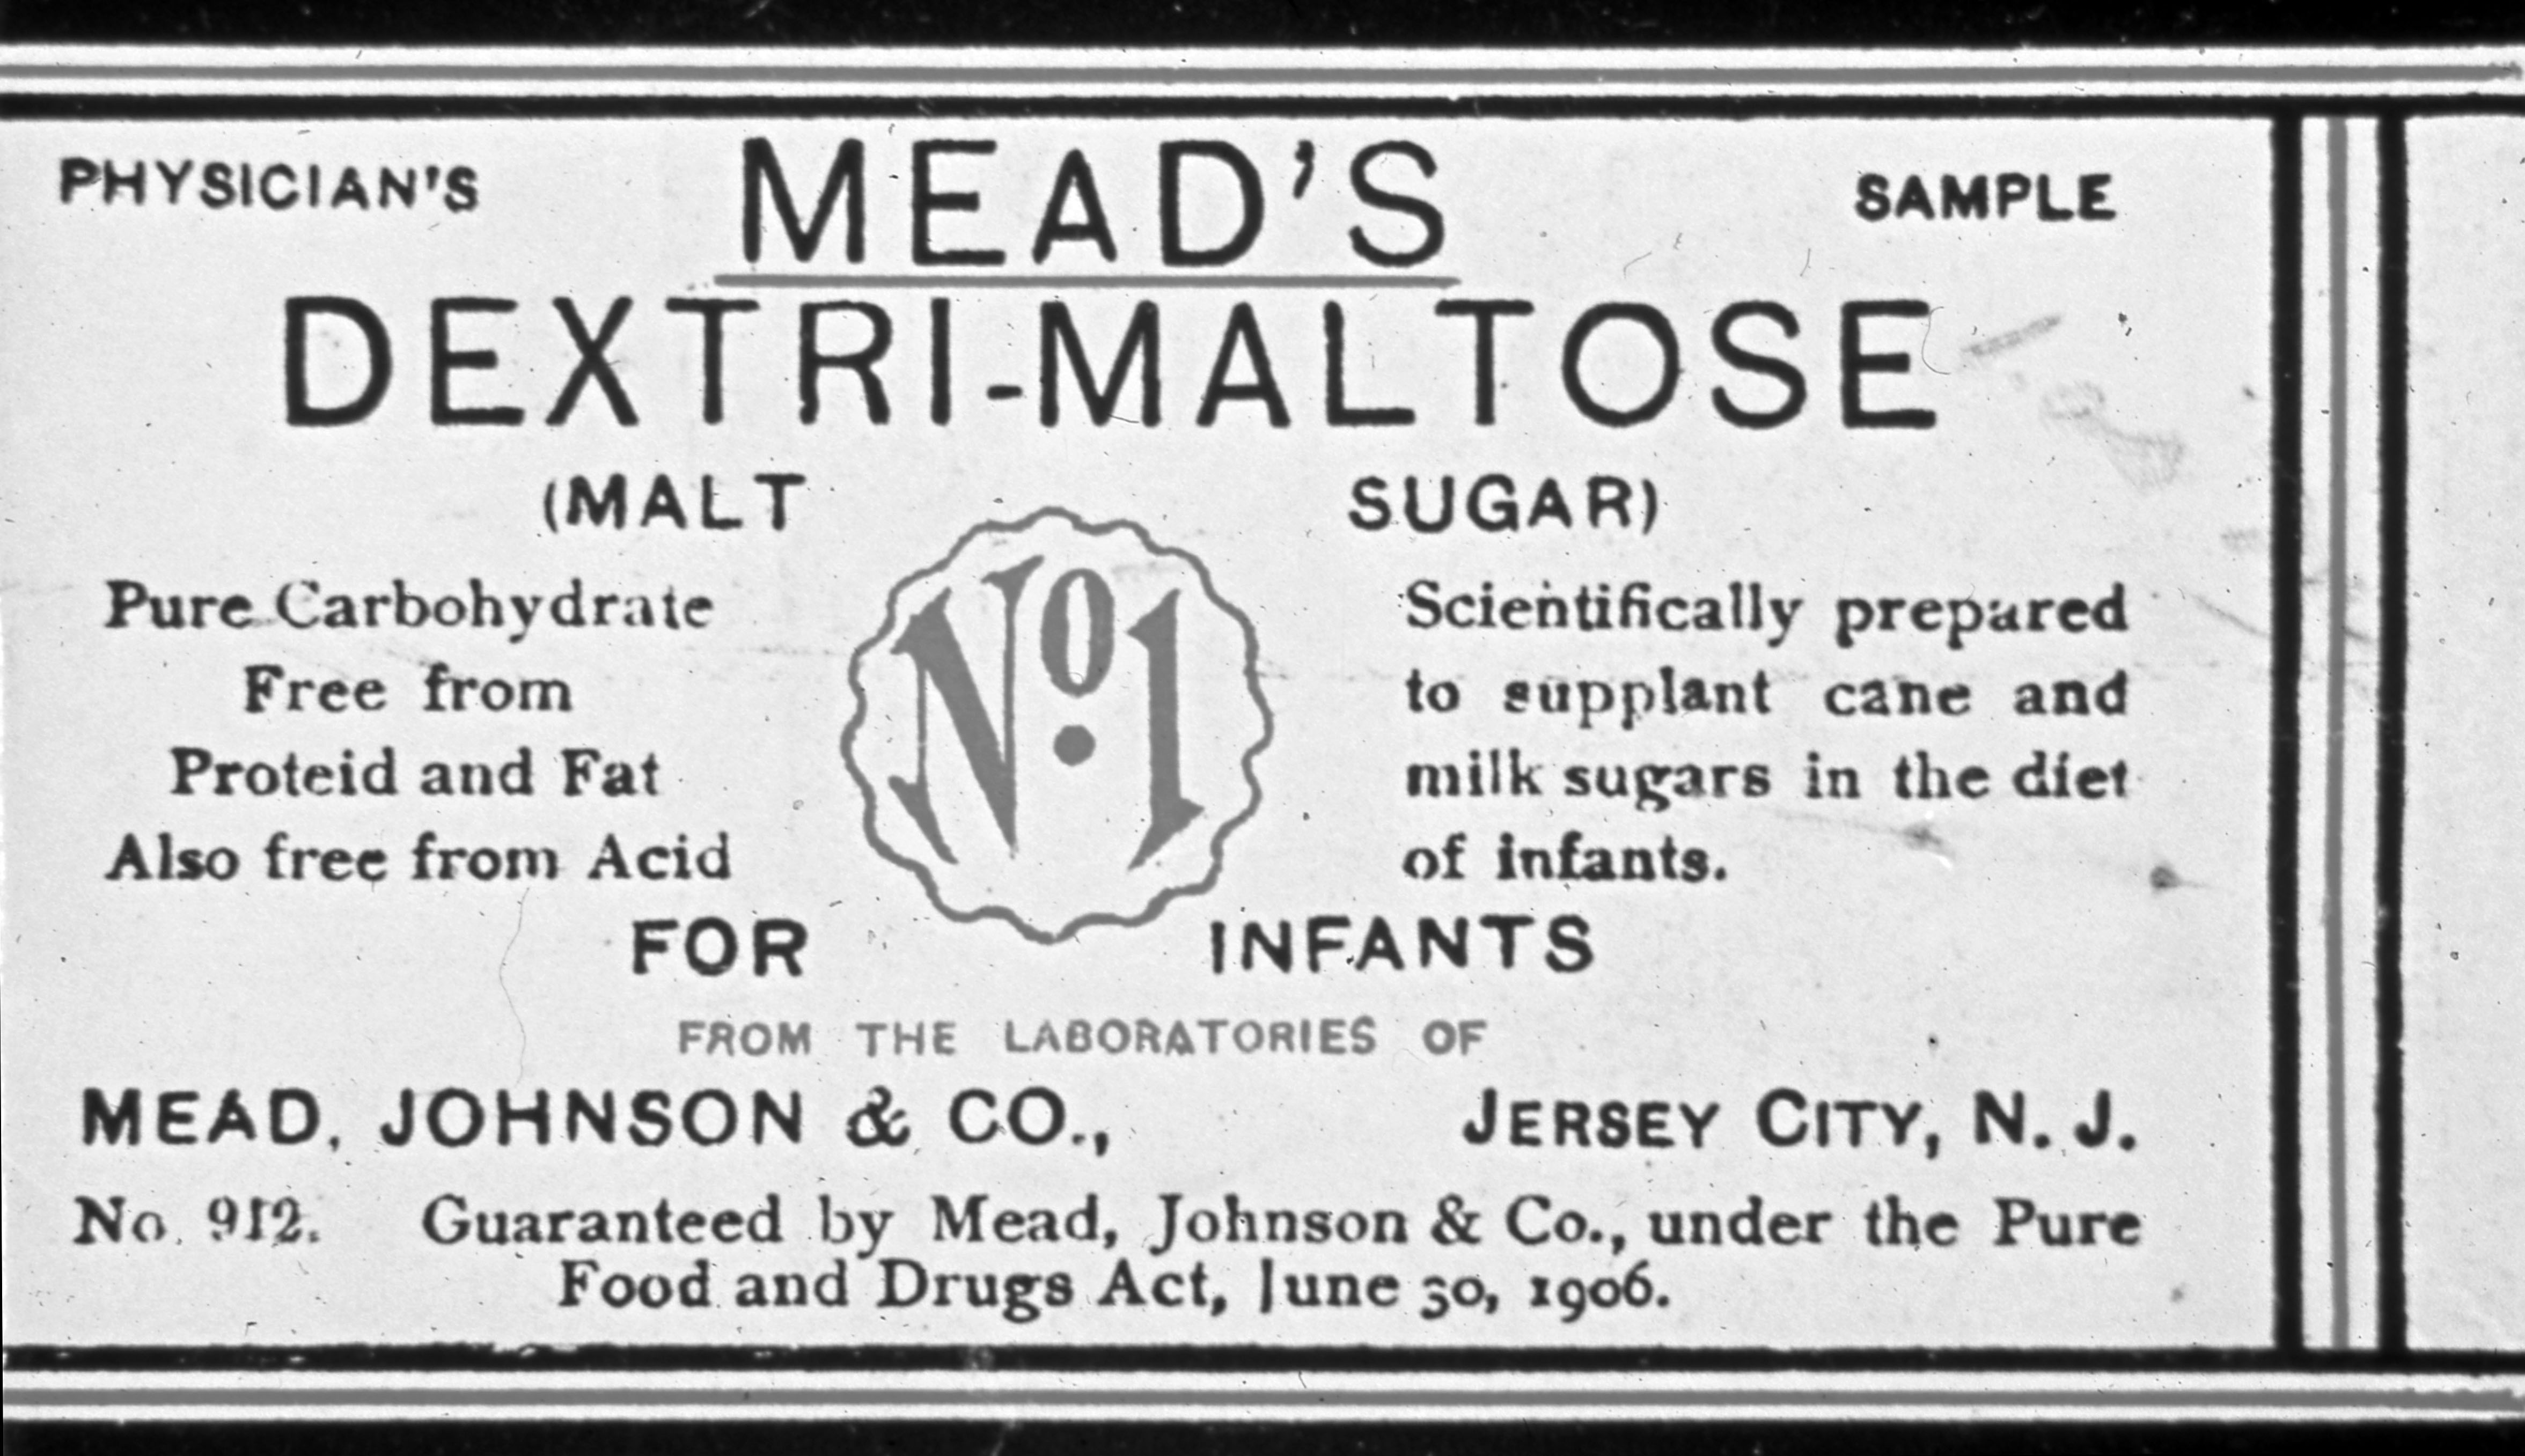 PHYSICIAN'S MEAD'S SAMPLE
DEXTRI-MALTOSE
(MALT SUGAR)
No. 1
Pure Carbohydrate
Free from
Proteid and Fat
Also free from Acid
Scientifically prepared
to supplant cane and
milk sugars in the diet
of infants.
FOR INFANTS
FROM THE LABORATORIES OF
MEAD, JOHNSON & CO., JERSEY CITY, N. J.
No. 912. Guaranteed by Mead, Johnson & Co., under the Pure
Food and Drugs Act, June 30, 1906.